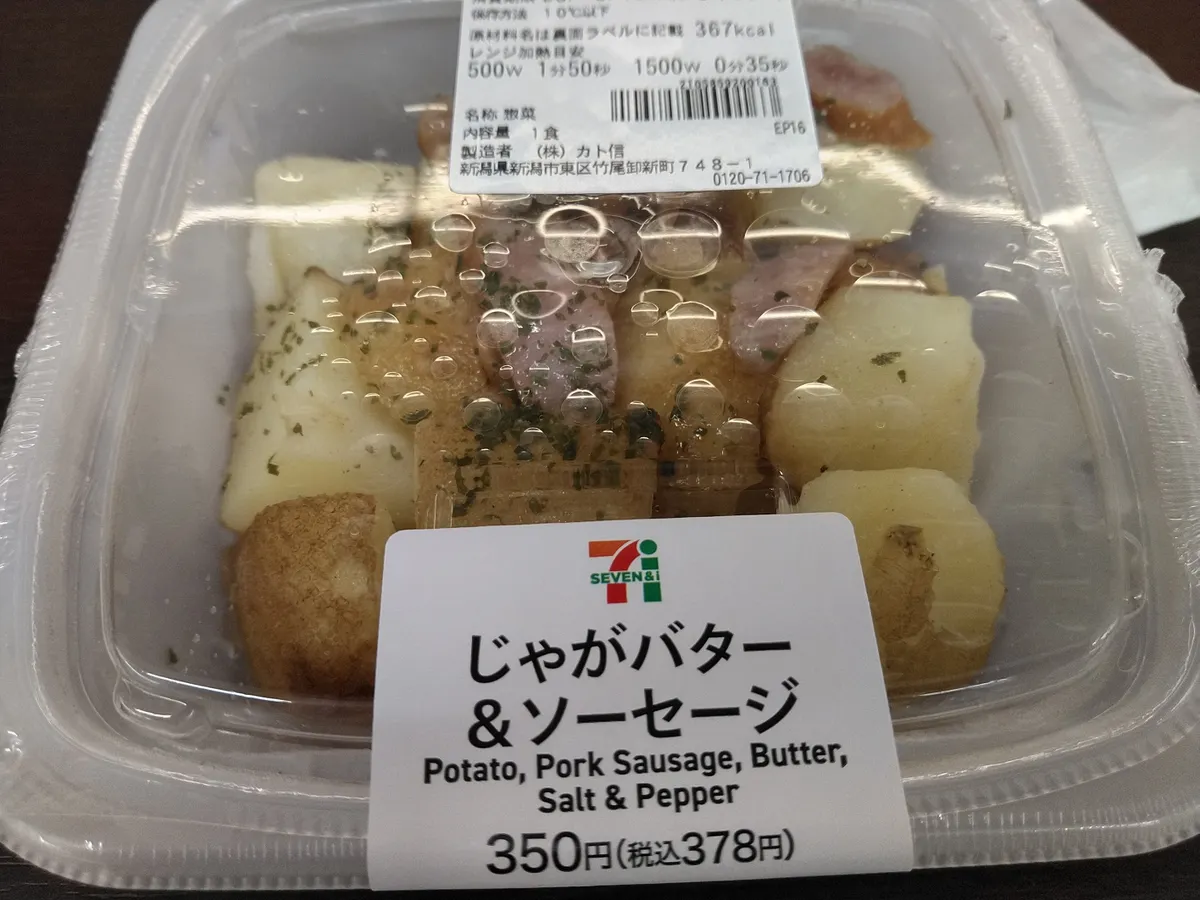 保存方法 10℃以下
原材料名は裏面ラベルに記載 367kcal
レンジ加熱目安
500W 1分50秒 1500W 0分35秒
名称 惣菜
内容量 1食
EP16
製造者 (株)カト信
新潟県新潟市東区竹尾卸新町748-1
0120-71-1706
SEVEN&i
じゃがバター
&ソーセージ
Potato, Pork Sausage, Butter,
Salt & Pepper
350円(税込378円)